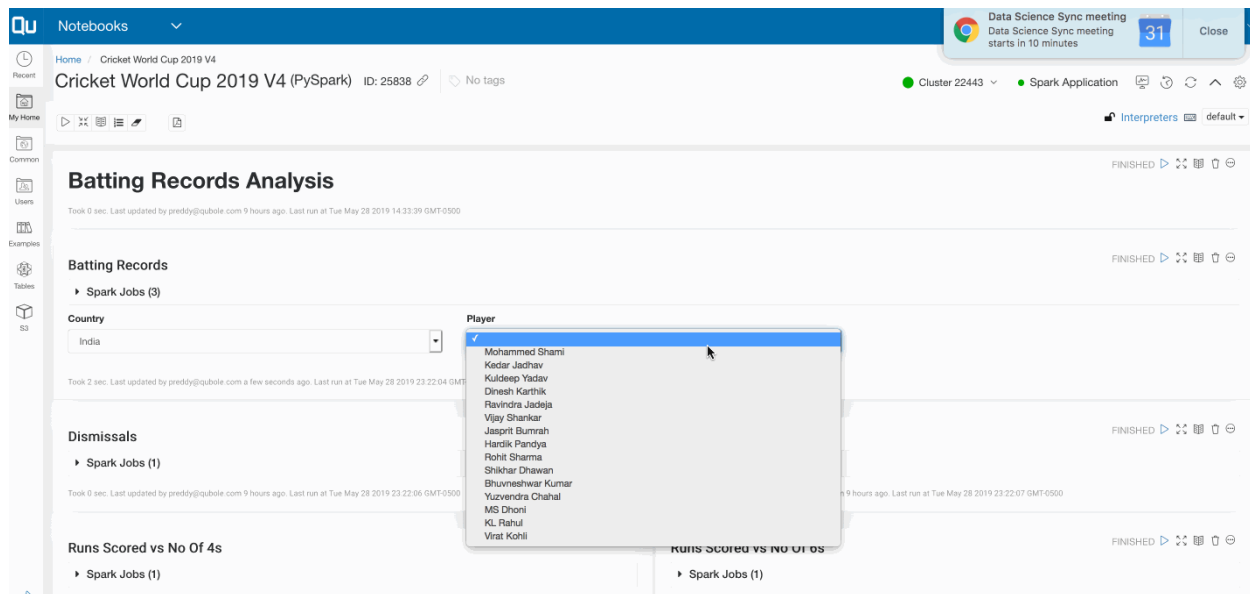 Qu Notebooks
Data Science Sync meeting
Data Science Sync meeting
starts in 10 minutes
31
Close
Recent
My Home
Common
Users
Examples
Tables
S3
Home / Cricket World Cup 2019 V4
Cricket World Cup 2019 V4 (PySpark) ID: 25838 No tags
Cluster 22443 Spark Application
Interpreters default
FINISHED
Batting Records Analysis
Took 0 sec. Last updated by preddy@qubole.com 9 hours ago. Last run at Tue May 28 2019 14:33:39 GMT-0500
FINISHED
Batting Records
Spark Jobs (3)
Country Player
India
Mohammed Shami
Kedar Jadhav
Kuldeep Yadav
Dinesh Karthik
Ravindra Jadeja
Vijay Shankar
Jasprit Bumrah
Hardik Pandya
Rohit Sharma
Shikhar Dhawan
Bhuvneshwar Kumar
Yuzvendra Chahal
MS Dhoni
KL Rahul
Virat Kohli
Took 2 sec. Last updated by preddy@qubole.com a few seconds ago. Last run at Tue May 28 2019 23:22:04 GMT
FINISHED
Dismissals
Spark Jobs (1)
Took 0 sec. Last updated by preddy@qubole.com 9 hours ago. Last run at Tue May 28 2019 23:22:06 GMT-0500
9 hours ago. Last run at Tue May 28 2019 23:22:07 GMT-0500
FINISHED
Runs Scored vs No Of 4s
Spark Jobs (1)
Runs Scored vs No Of 6s
Spark Jobs (1)